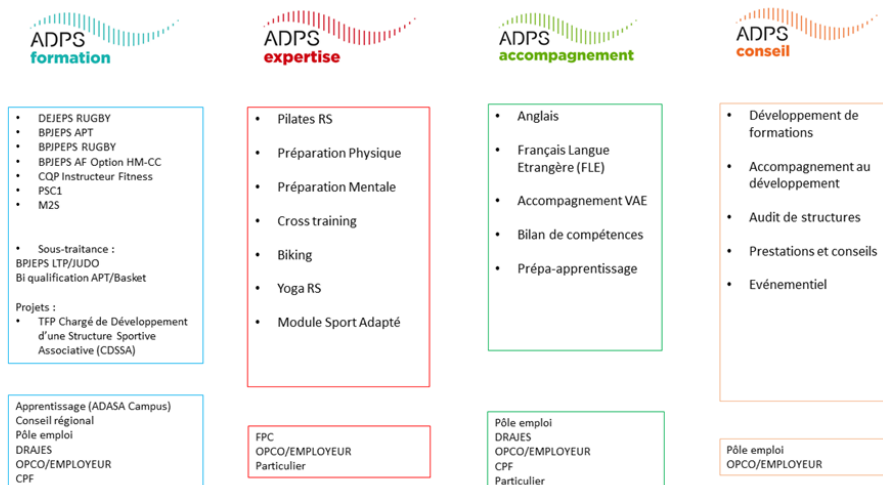 ADPS
formation
• DEJEPS RUGBY
• BPJEPS APT
• BPJPEPS RUGBY
• BPJEPS AF Option HM-CC
• CQP Instructeur Fitness
• PSC1
• M2S
• Sous-traitance :
BPJEPS LTP/JUDO
Bi qualification APT/Basket
Projets :
• TFP Chargé de Développement
d’une Structure Sportive
Associative (CDSSA)
Apprentissage (ADASA Campus)
Conseil régional
Pôle emploi
DRAJES
OPCO/EMPLOYEUR
CPF
ADPS
expertise
• Pilates RS
• Préparation Physique
• Préparation Mentale
• Cross training
• Biking
• Yoga RS
• Module Sport Adapté
FPC
OPCO/EMPLOYEUR
Particulier
ADPS
accompagnement
• Anglais
• Français Langue
Etrangère (FLE)
• Accompagnement VAE
• Bilan de compétences
• Prépa-apprentissage
Pôle emploi
DRAJES
OPCO/EMPLOYEUR
CPF
Particulier
ADPS
conseil
• Développement de
formations
• Accompagnement au
développement
• Audit de structures
• Prestations et conseils
• Evénementiel
Pôle emploi
OPCO/EMPLOYEUR